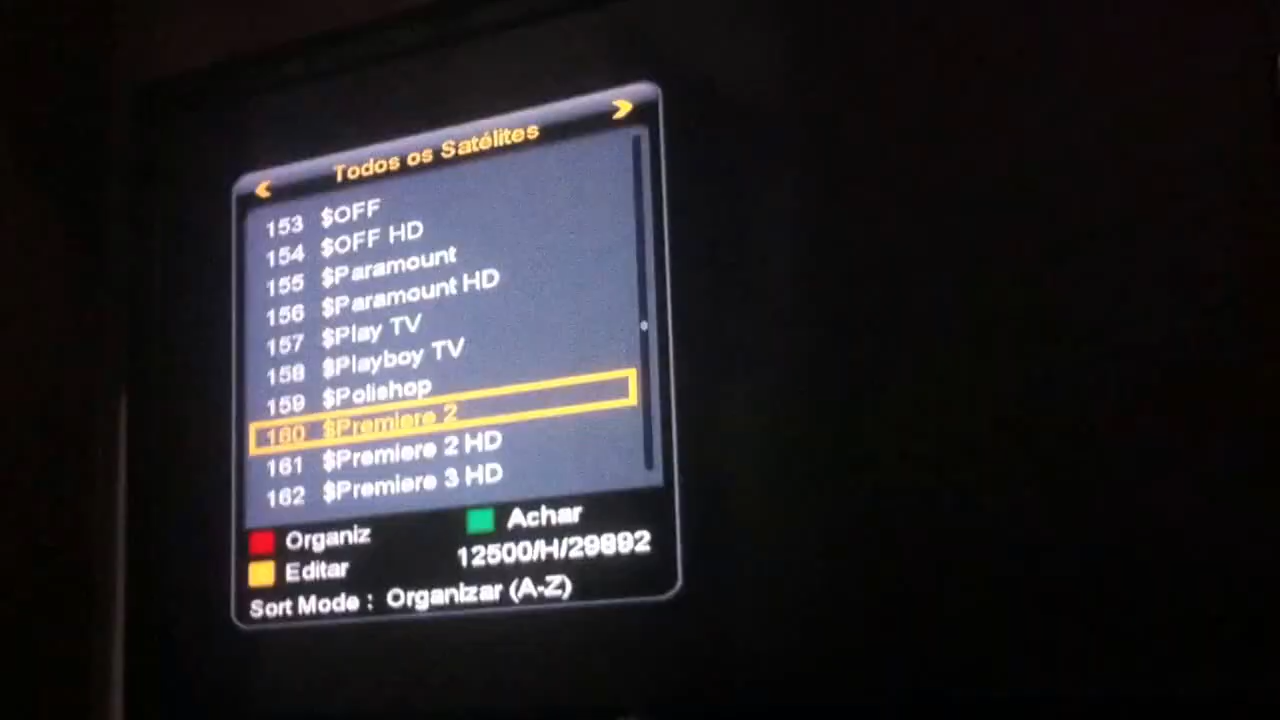 Todos os Satélites
153 $OFF
154 $OFF HD
155 $Paramount
156 $Paramount HD
157 $Play TV
158 $Playboy TV
159 $Polishop
160 $Premiere 2
161 $Premiere 2 HD
162 $Premiere 3 HD
Organiz Achar
Editar 12500/H/29892
Sort Mode : Organizar (A-Z)